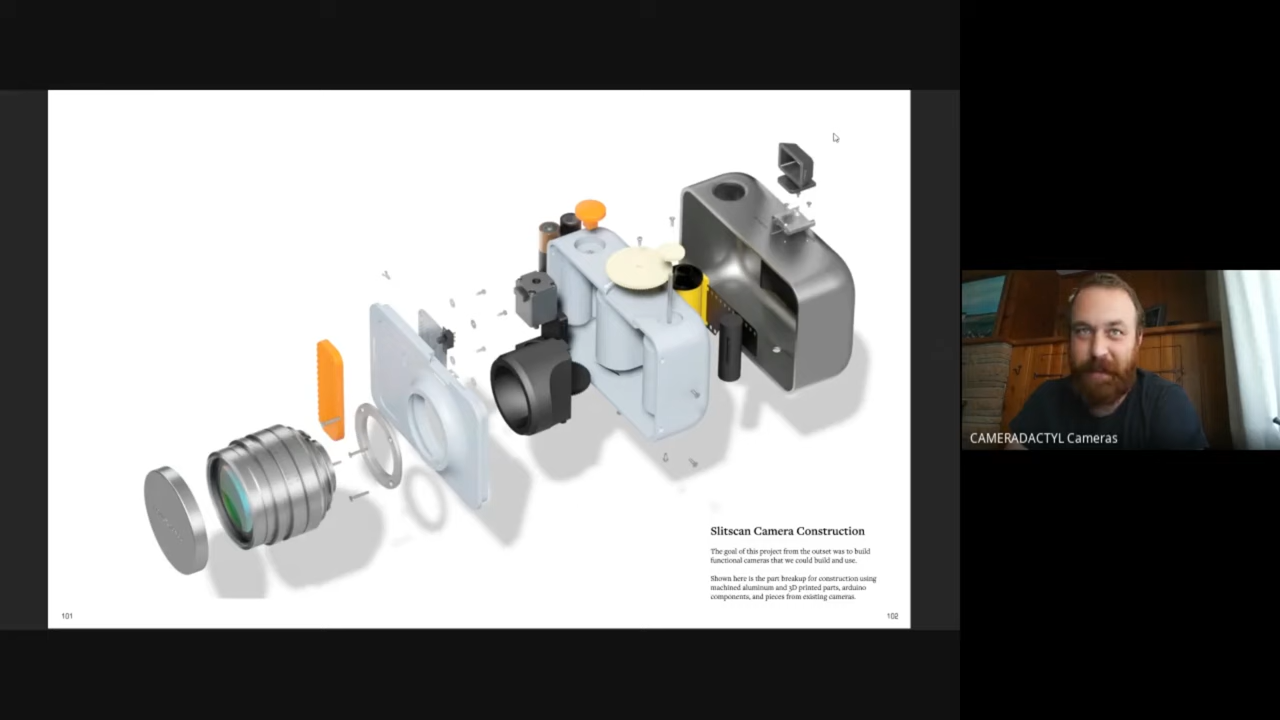 Slitscan Camera Construction
The goal of this project from the outset was to build
functional cameras that we could build and use.
Shown here is the part breakup for construction using
machined aluminum and 3D printed parts, arduino
components, and pieces from existing cameras.
101
102
CAMERADACTYL Cameras